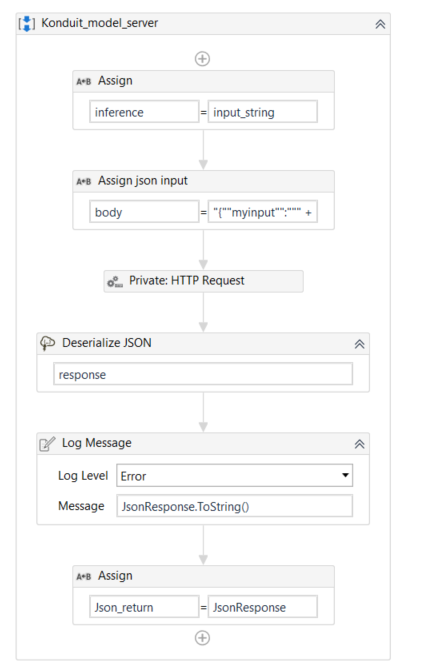 Konduit_model_server
A*B Assign
inference = input_string
A*B Assign json input
body = "{""myinput"":""" +
Private: HTTP Request
Deserialize JSON
response
Log Message
Log Level Error
Message JsonResponse.ToString()
A*B Assign
Json_return = JsonResponse